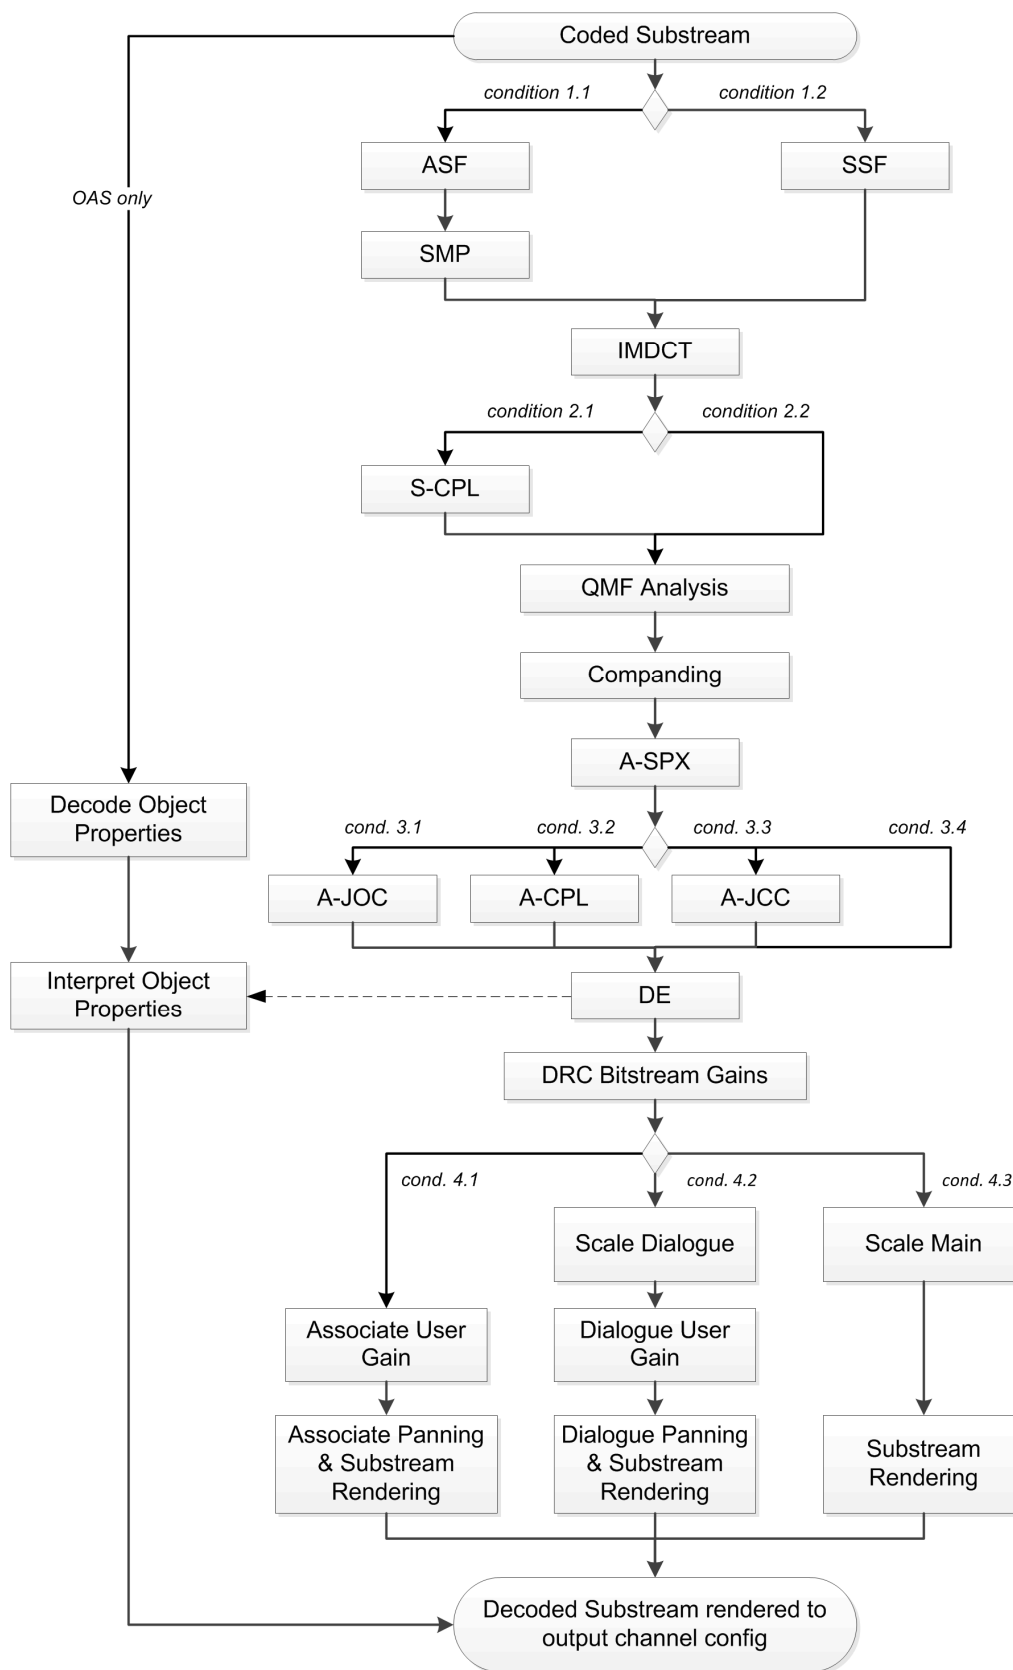 Coded Substream
condition 1.1
condition 1.2
ASF
SSF
OAS only
SMP
IMDCT
condition 2.1
condition 2.2
S-CPL
QMF Analysis
Companding
A-SPX
Decode Object
Properties
cond. 3.1
cond. 3.2
cond. 3.3
cond. 3.4
A-JOC
A-CPL
A-JCC
Interpret Object
Properties
DE
DRC Bitstream Gains
cond. 4.1
cond. 4.2
cond. 4.3
Scale Dialogue
Scale Main
Associate User
Gain
Dialogue User
Gain
Associate Panning
& Substream
Rendering
Dialogue Panning
& Substream
Rendering
Substream
Rendering
Decoded Substream rendered to
output channel config